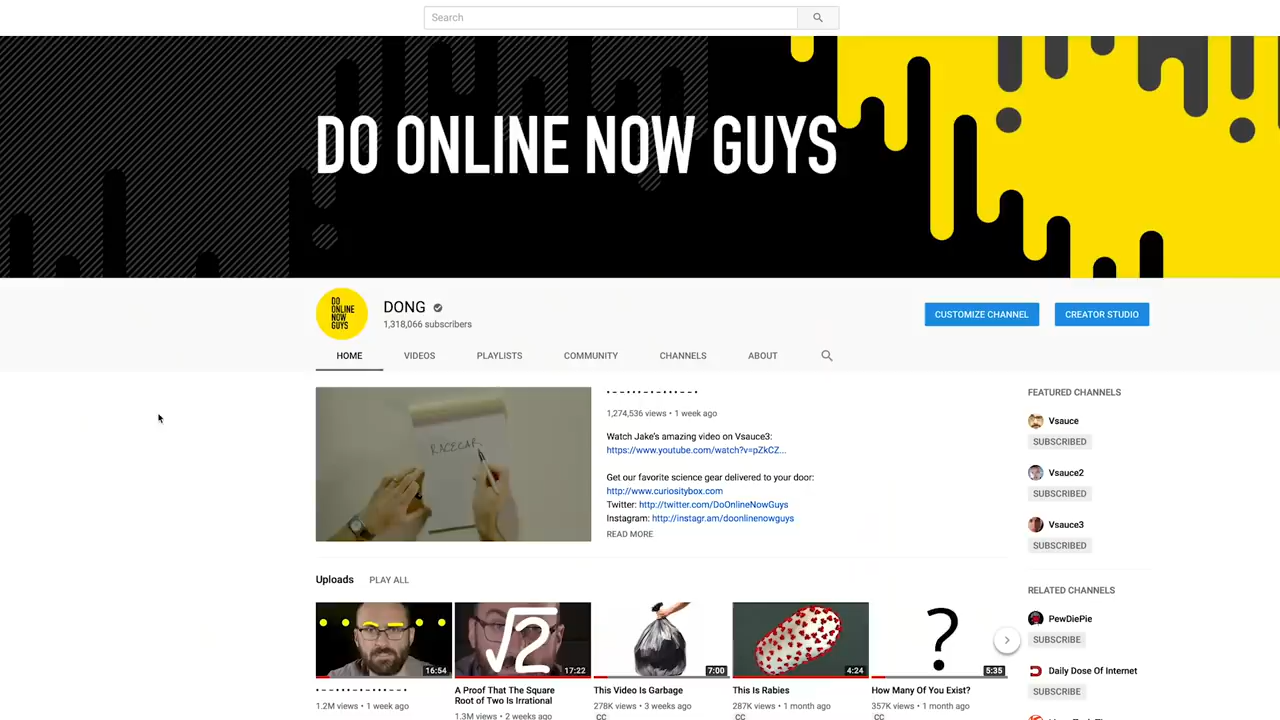 Search
DO ONLINE NOW GUYS
DO
ONLINE
NOW
GUYS
DONG
1,318,066 subscribers
CUSTOMIZE CHANNEL
CREATOR STUDIO
HOME
VIDEOS
PLAYLISTS
COMMUNITY
CHANNELS
ABOUT
RACECAR.
1,274,536 views • 1 week ago
Watch Jake's amazing video on Vsauce3:
https://www.youtube.com/watch?v=pZkCZ...
Get our favorite science gear delivered to your door:
http://www.curiositybox.com
Twitter: http://twitter.com/DoOnlineNowGuys
Instagram: http://instagr.am/doonlinenowguys
READ MORE
FEATURED CHANNELS
Vsauce
SUBSCRIBED
Vsauce2
SUBSCRIBED
Vsauce3
SUBSCRIBED
Uploads
PLAY ALL
16:54
1.2M views • 1 week ago
√2
17:22
A Proof That The Square
Root of Two Is Irrational
1.3M views • 2 weeks ago
7:00
This Video Is Garbage
278K views • 3 weeks ago
CC
4:24
This Is Rabies
287K views • 1 month ago
CC
?
5:35
How Many Of You Exist?
357K views • 1 month ago
CC
RELATED CHANNELS
PewDiePie
SUBSCRIBE
Daily Dose Of Internet
SUBSCRIBE